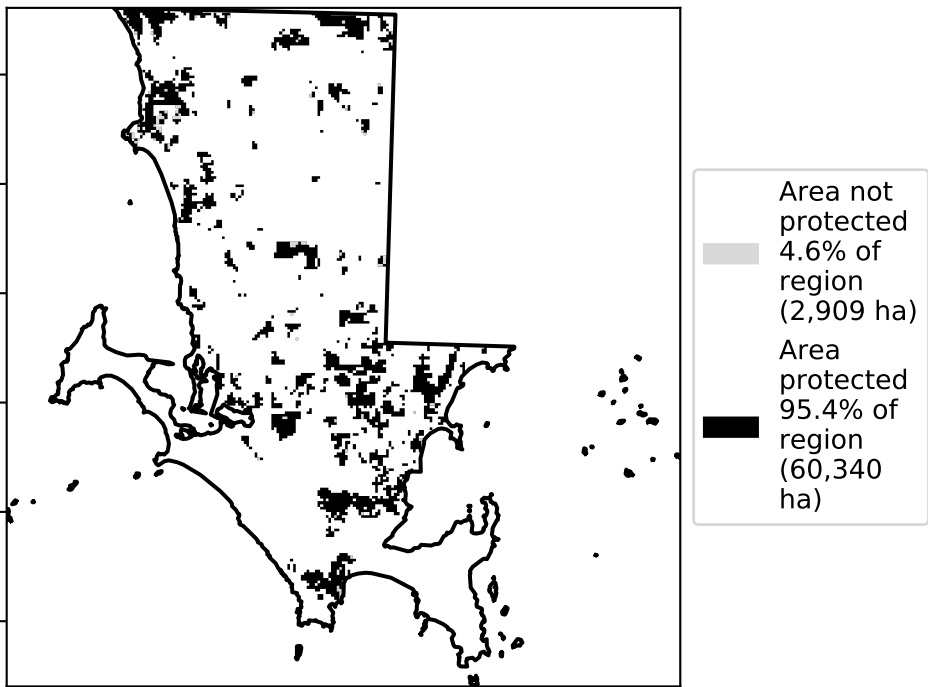 Area not
protected
4.6% of
region
(2,909 ha)
Area
protected
95.4% of
region
(60,340
ha)